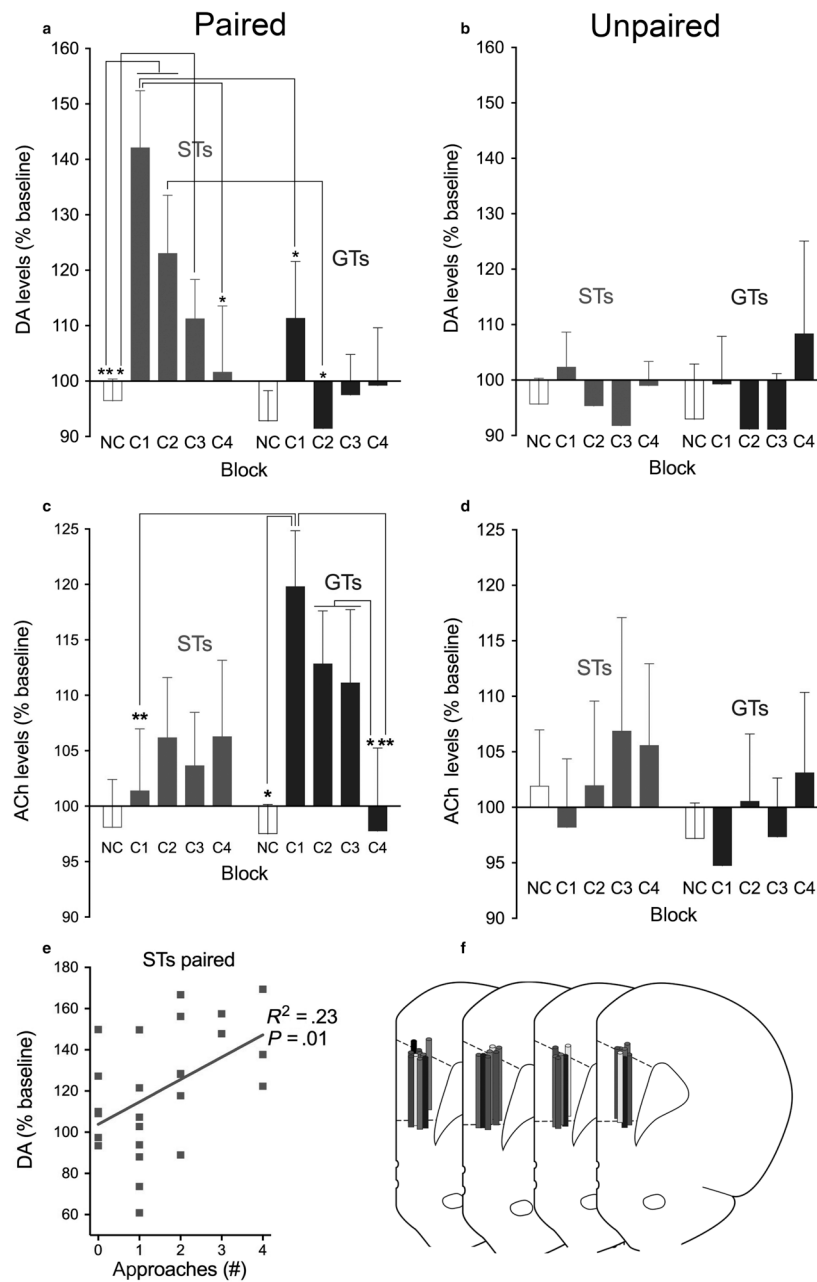 Paired
Unpaired
a
160
150
140
130
120
110
100
90
DA levels (% baseline)
STs
GTs
** *
*
*
*
NC C1 C2 C3 C4
NC C1 C2 C3 C4
Block
b
160
150
140
130
120
110
100
90
DA levels (% baseline)
STs
GTs
NC C1 C2 C3 C4
NC C1 C2 C3 C4
Block
c
125
120
115
110
105
100
95
90
ACh levels (% baseline)
STs
GTs
**
*
* **
NC C1 C2 C3 C4
NC C1 C2 C3 C4
Block
d
125
120
115
110
105
100
95
90
ACh levels (% baseline)
STs
GTs
NC C1 C2 C3 C4
NC C1 C2 C3 C4
Block
e
STs paired
180
160
140
120
100
80
60
DA (% baseline)
R² = .23
P = .01
0 1 2 3 4
Approaches (#)
f